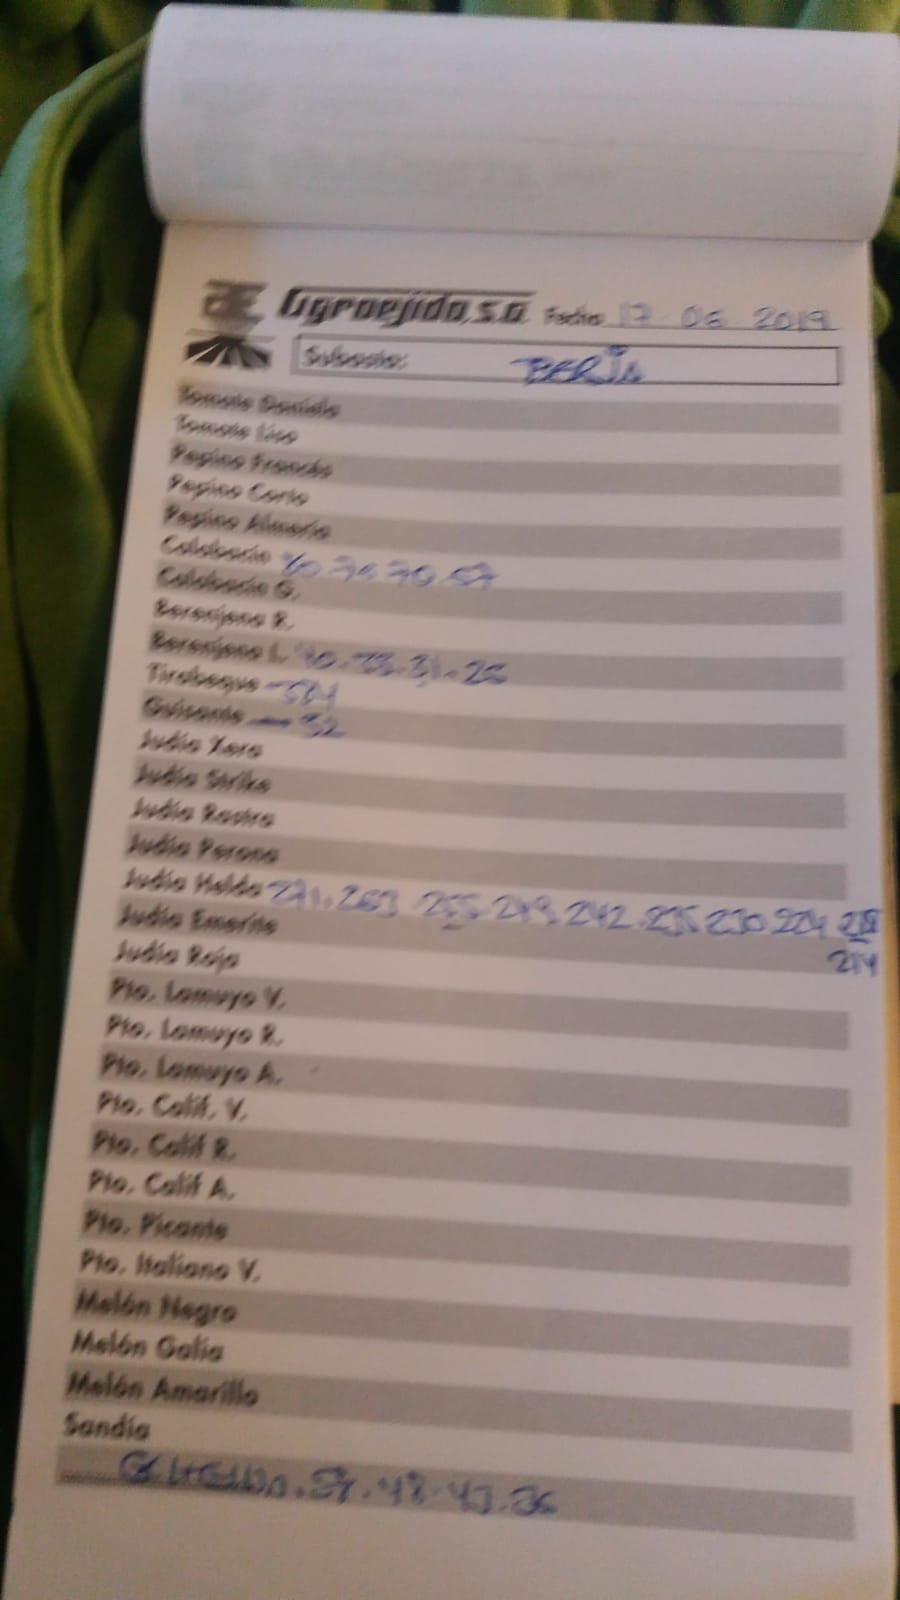 AE Agroejido, s.a. Fecha 17 06 2019
Subasta: BERJA
Tomate Daniela
Tomate Liso
Pepino Francés
Pepino Corto
Pepino Almería
Calabacín 80 74 70 57
Calabacín G.
Berenjena R.
Berenjena L. 40.35.31-26
Tirabeque - 504
Guisante — 52
Judía Xera
Judía Strike
Judía Rastra
Judía Perona
Judía Helda 271.263 255.249.242.235 230.224 218
214
Judía Emerite
Judía Roja
Pto. Lamuyo V.
Pto. Lamuyo R.
Pto. Lamuyo A.
Pto. Calif. V.
Pto. Calif R.
Pto. Calif A.
Pto. Picante
Pto. Italiano V.
Melón Negro
Melón Galia
Melón Amarillo
Sandía
48.43.36